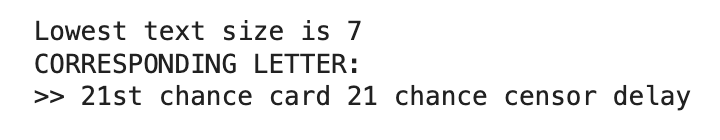 Lowest text size is 7
CORRESPONDING LETTER:
>> 21st chance card 21 chance censor delay